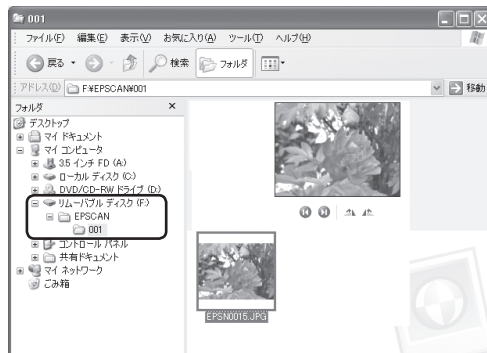 001
ファイル(F) 編集(E) 表示(V) お気に入り(A) ツール(T) ヘルプ(H)
戻る 検索 フォルダ
アドレス(D) F:¥EPSCAN¥001 移動
フォルダ ×
デスクトップ
マイ ドキュメント
マイ コンピュータ
3.5 インチ FD (A:)
ローカル ディスク (C:)
DVD/CD-RW ドライブ (D:)
リムーバブル ディスク (F:)
EPSCAN
001
コントロール パネル
共有ドキュメント
マイ ネットワーク
ごみ箱
EPSN0015.JPG